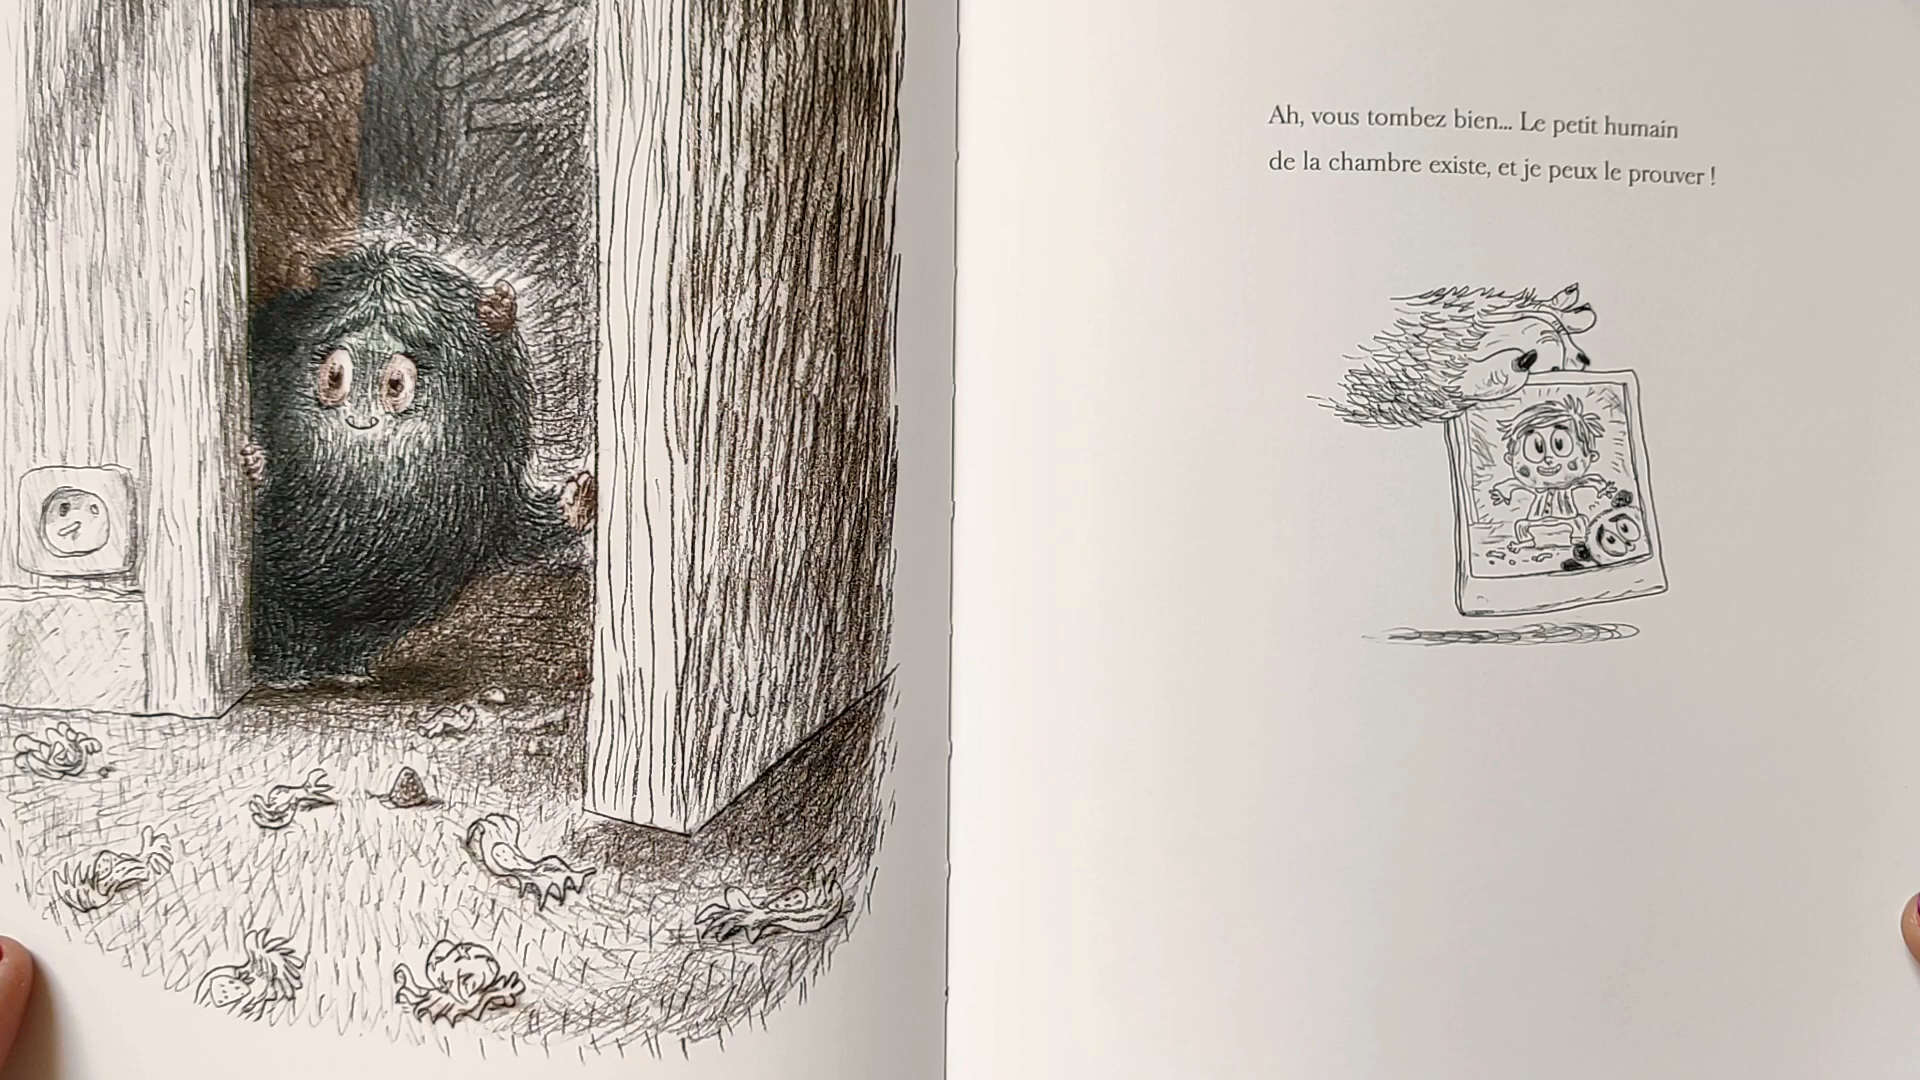 Ah, vous tombez bien... Le petit humain
de la chambre existe, et je peux le prouver !